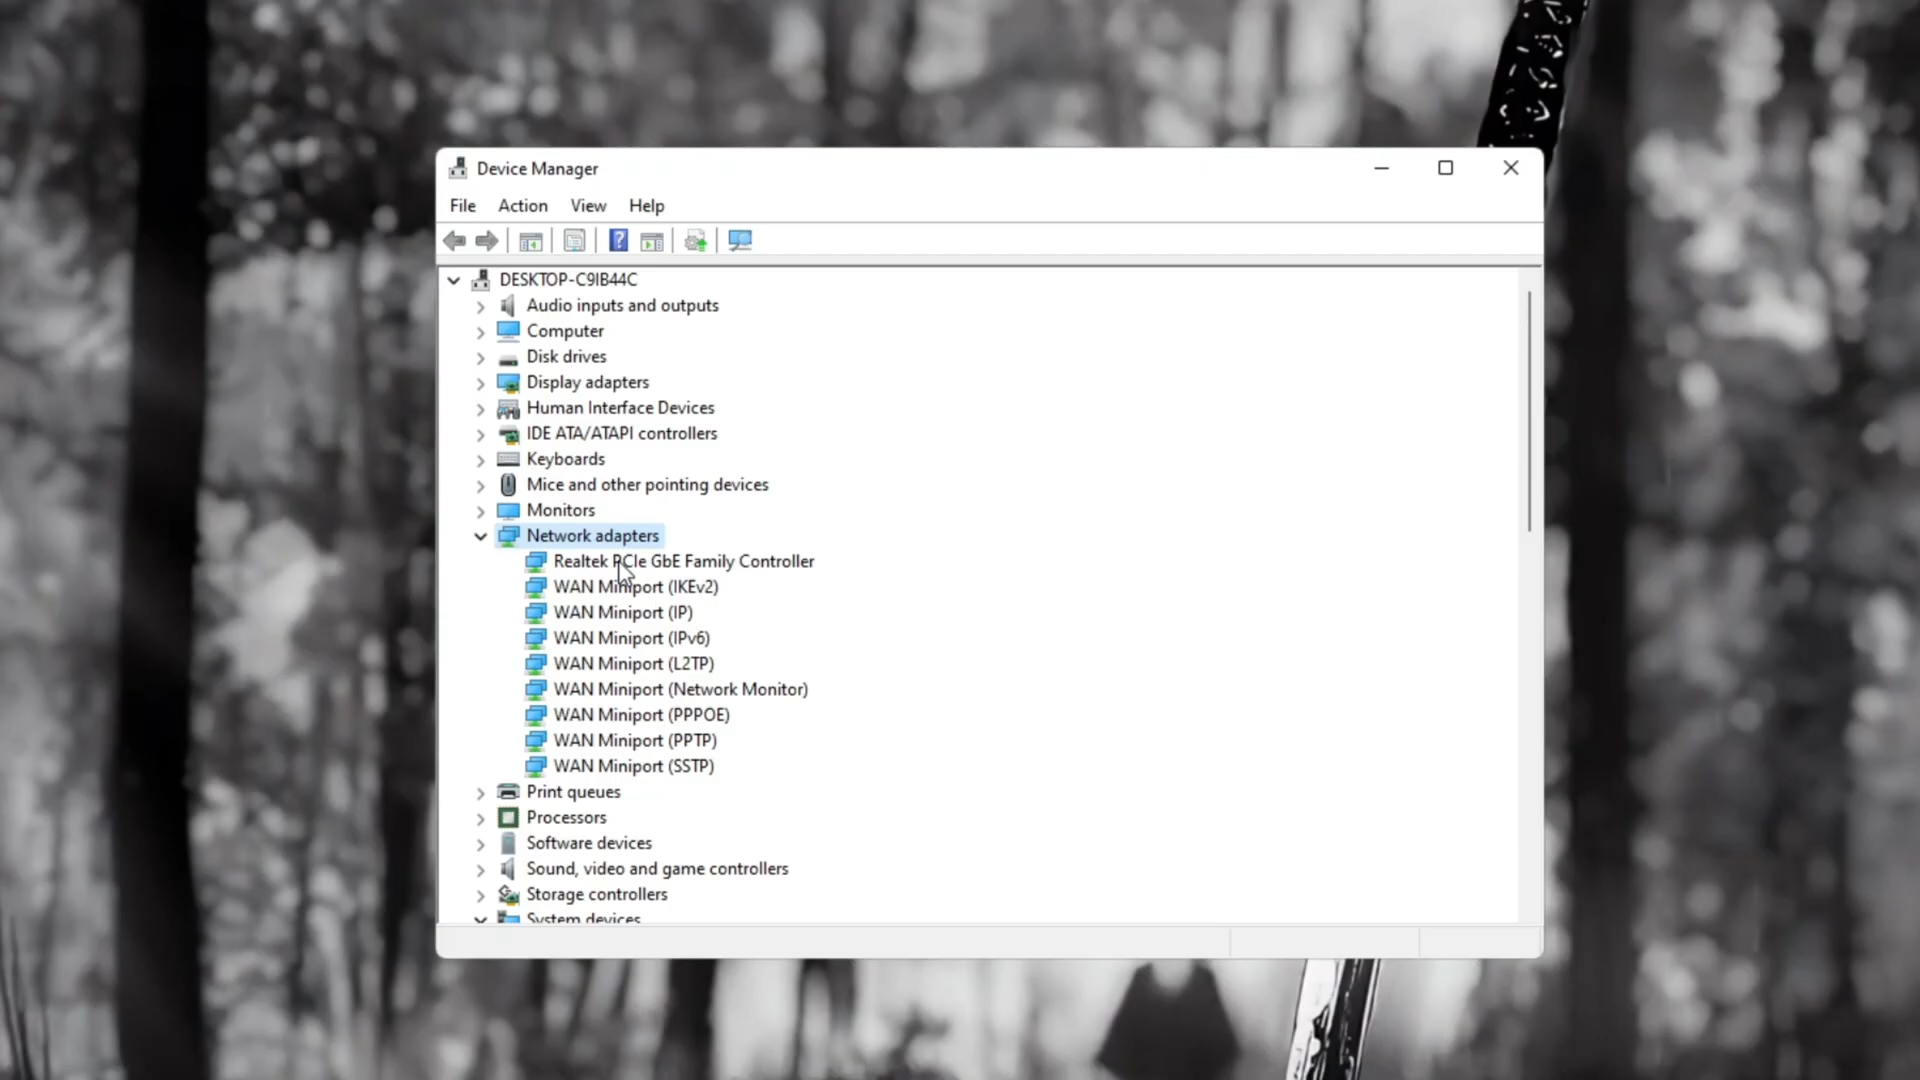 Device Manager
File Action View Help
DESKTOP-C9IB44C
Audio inputs and outputs
Computer
Disk drives
Display adapters
Human Interface Devices
IDE ATA/ATAPI controllers
Keyboards
Mice and other pointing devices
Monitors
Network adapters
Realtek PCIe GbE Family Controller
WAN Miniport (IKEv2)
WAN Miniport (IP)
WAN Miniport (IPv6)
WAN Miniport (L2TP)
WAN Miniport (Network Monitor)
WAN Miniport (PPPOE)
WAN Miniport (PPTP)
WAN Miniport (SSTP)
Print queues
Processors
Software devices
Sound, video and game controllers
Storage controllers
System devices